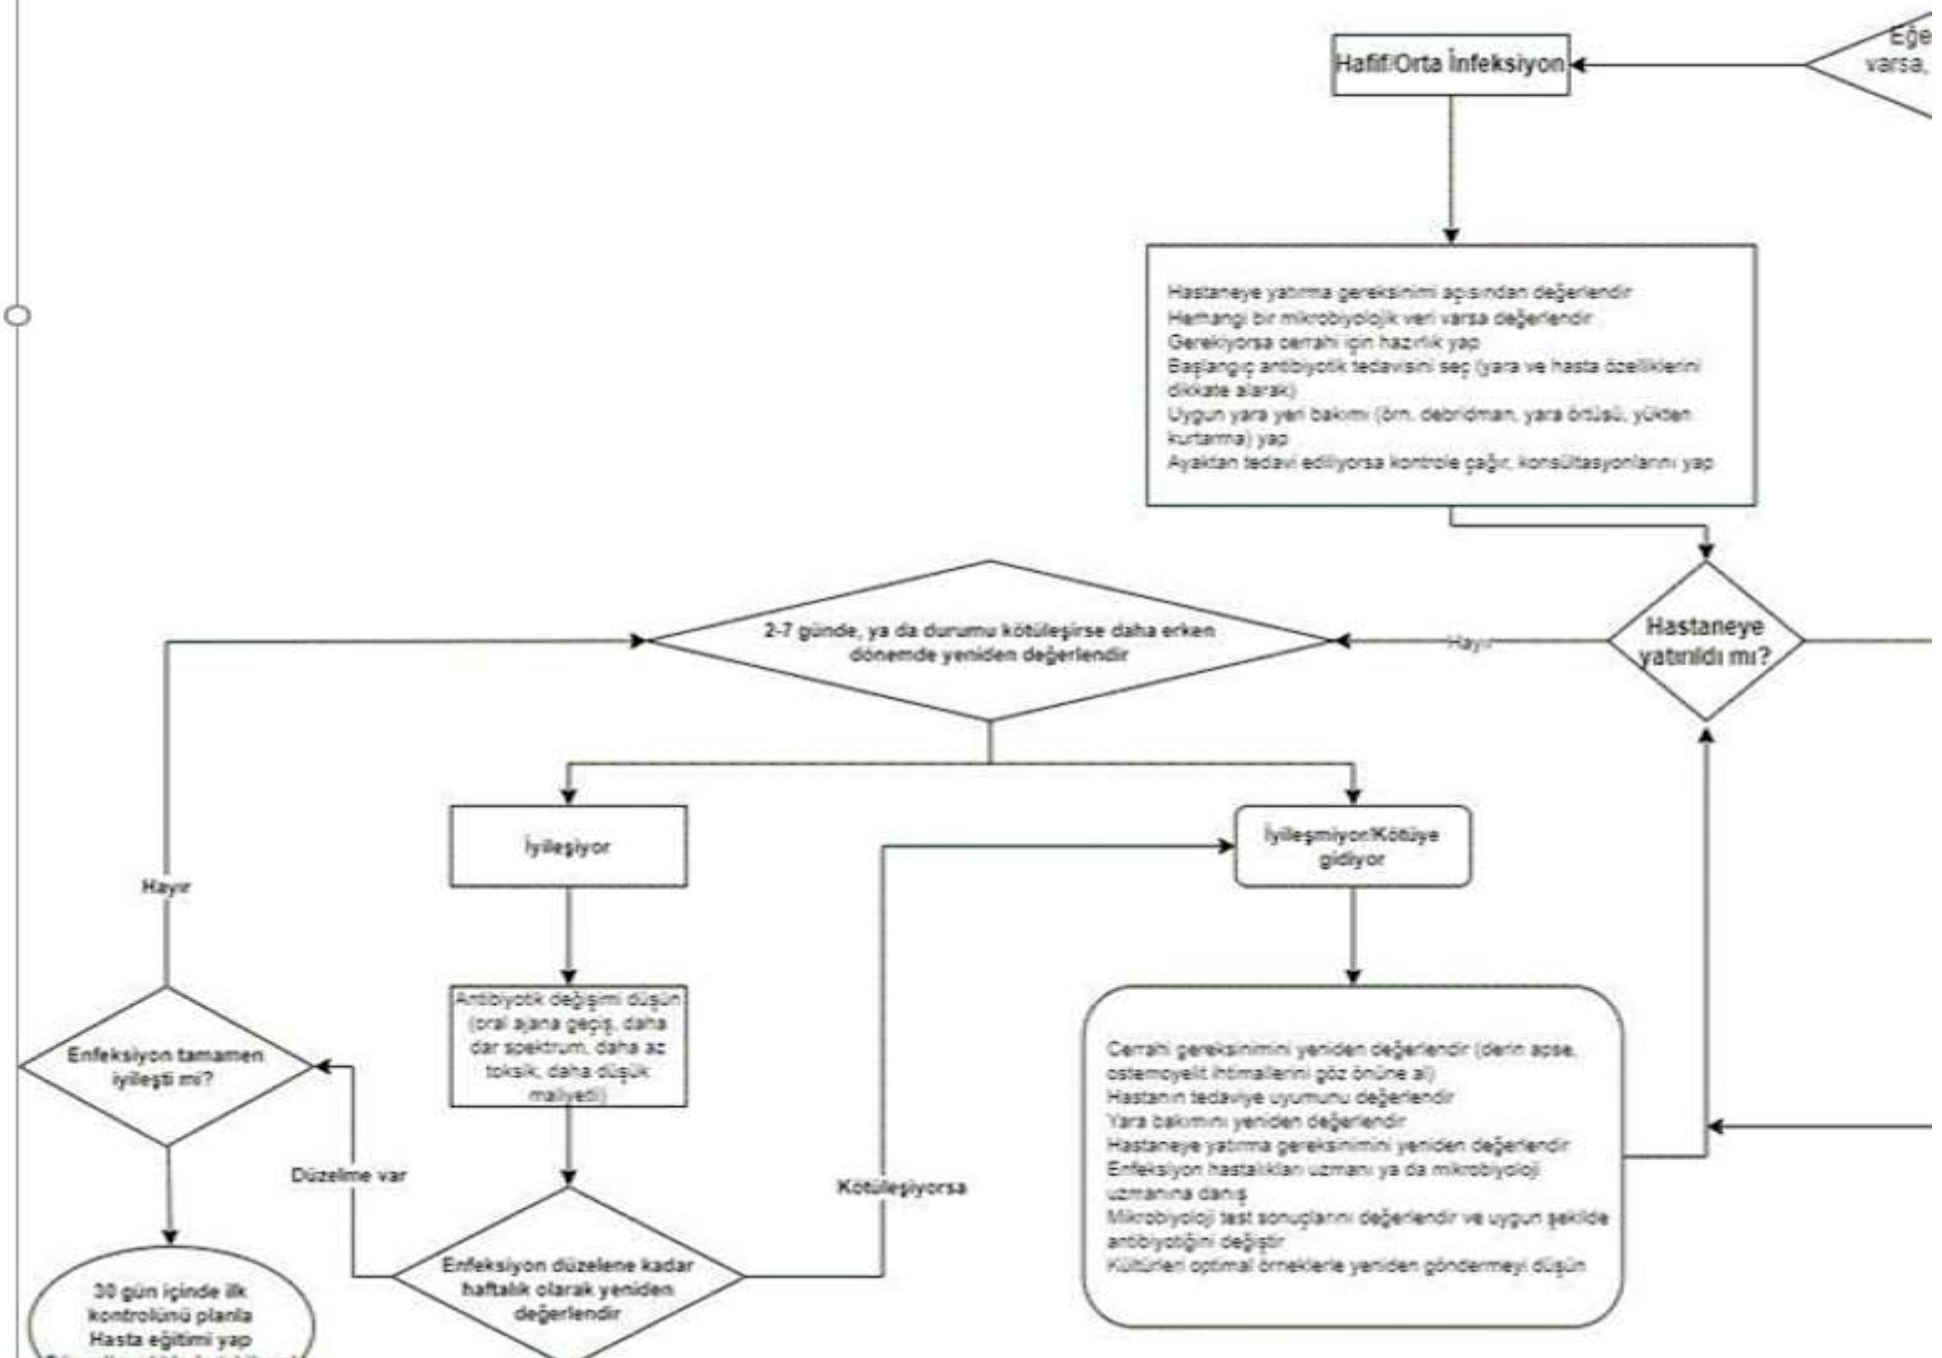 Eğe
varsa,
Hafif/Orta İnfeksiyon
Hastaneye yatırma gereksinimi açısından değerlendir
Herhangi bir mikrobiyolojik veri varsa değerlendir
Gerekiyorsa cerrahi için hazırlık yap
Başlangıç antibiyotik tedavisini seç (yara ve hasta özelliklerini
dikkate alarak)
Uygun yara yeri bakımı (örn. debridman, yara örtüsü, yükten
kurtarma) yap
Ayaktan tedavi ediliyorsa kontrole çağır, konsültasyonlarını yap
Hastaneye
yatırıldı mı?
Hayır
2-7 günde, ya da durumu kötüleşirse daha erken
dönemde yeniden değerlendir
İyileşiyor
İyileşmiyor/Kötüye
gidiyor
Hayır
Antibiyotik değişimi düşün
(oral ajana geçiş, daha
dar spektrum, daha az
toksik, daha düşük
maliyetli)
Enfeksiyon tamamen
iyileşti mi?
Cerrahi gereksinimini yeniden değerlendir (derin apse,
ostemoyelit ihtimallerini göz önüne al)
Hastanın tedaviye uyumunu değerlendir
Yara bakımını yeniden değerlendir
Hastaneye yatırma gereksinimini yeniden değerlendir
Enfeksiyon hastalıkları uzmanı ya da mikrobiyoloji
uzmanına danış
Mikrobiyoloji test sonuçlarını değerlendir ve uygun şekilde
antibiyotiğini değiştir
Kültürleri optimal örneklerle yeniden göndermeyi düşün
Düzelme var
Kötüleşiyorsa
Enfeksiyon düzelene kadar
haftalık olarak yeniden
değerlendir
30 gün içinde ilk
kontrolünü planla
Hasta eğitimi yap